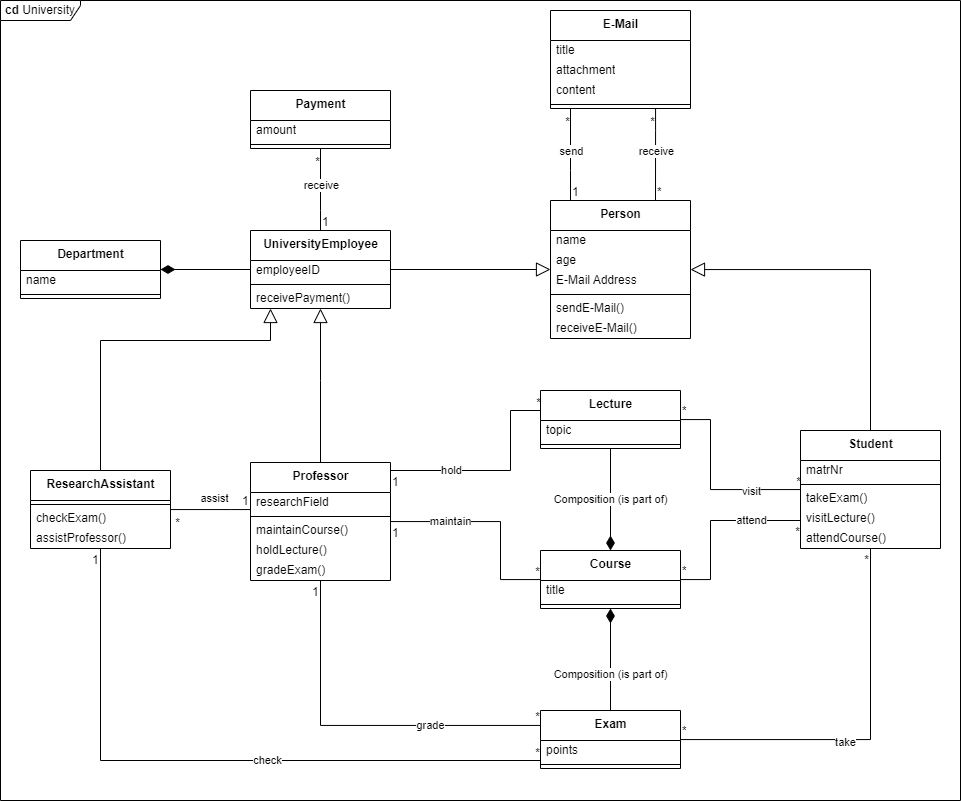 cd University
E-Mail
title
attachment
content
*
*
send
receive
1
*
Payment
amount
*
receive
1
Person
name
age
E-Mail Address
sendE-Mail()
receiveE-Mail()
Department
name
UniversityEmployee
employeeID
receivePayment()
Lecture
topic
*
*
hold
1
visit
*
Student
matrNr
takeExam()
visitLecture()
attendCourse()
ResearchAssistant
checkExam()
assistProfessor()
assist
1
*
Professor
researchField
maintainCourse()
holdLecture()
gradeExam()
maintain
1
*
Composition (is part of)
Course
title
*
attend
*
1
1
*
Composition (is part of)
Exam
points
*
grade
*
check
*
take